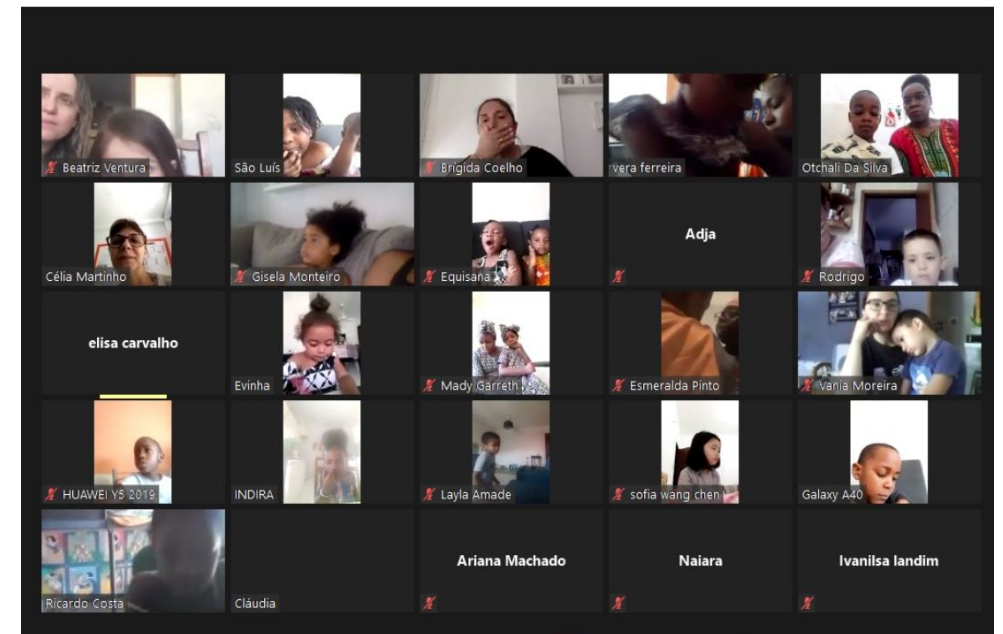 Beatriz Ventura
São Luís
Brigida Coelho
vera ferreira
Otchali Da Silva
Célia Martinho
Gisela Monteiro
Equisana
Adja
Rodrigo
elisa carvalho
Evinha
Mady Garreth
Esmeralda Pinto
Vania Moreira
HUAWEI Y5 2019
INDIRA
Layla Amade
sofia wang chen
Galaxy A40
Ricardo Costa
Cláudia
Ariana Machado
Naiara
Ivanilsa landim